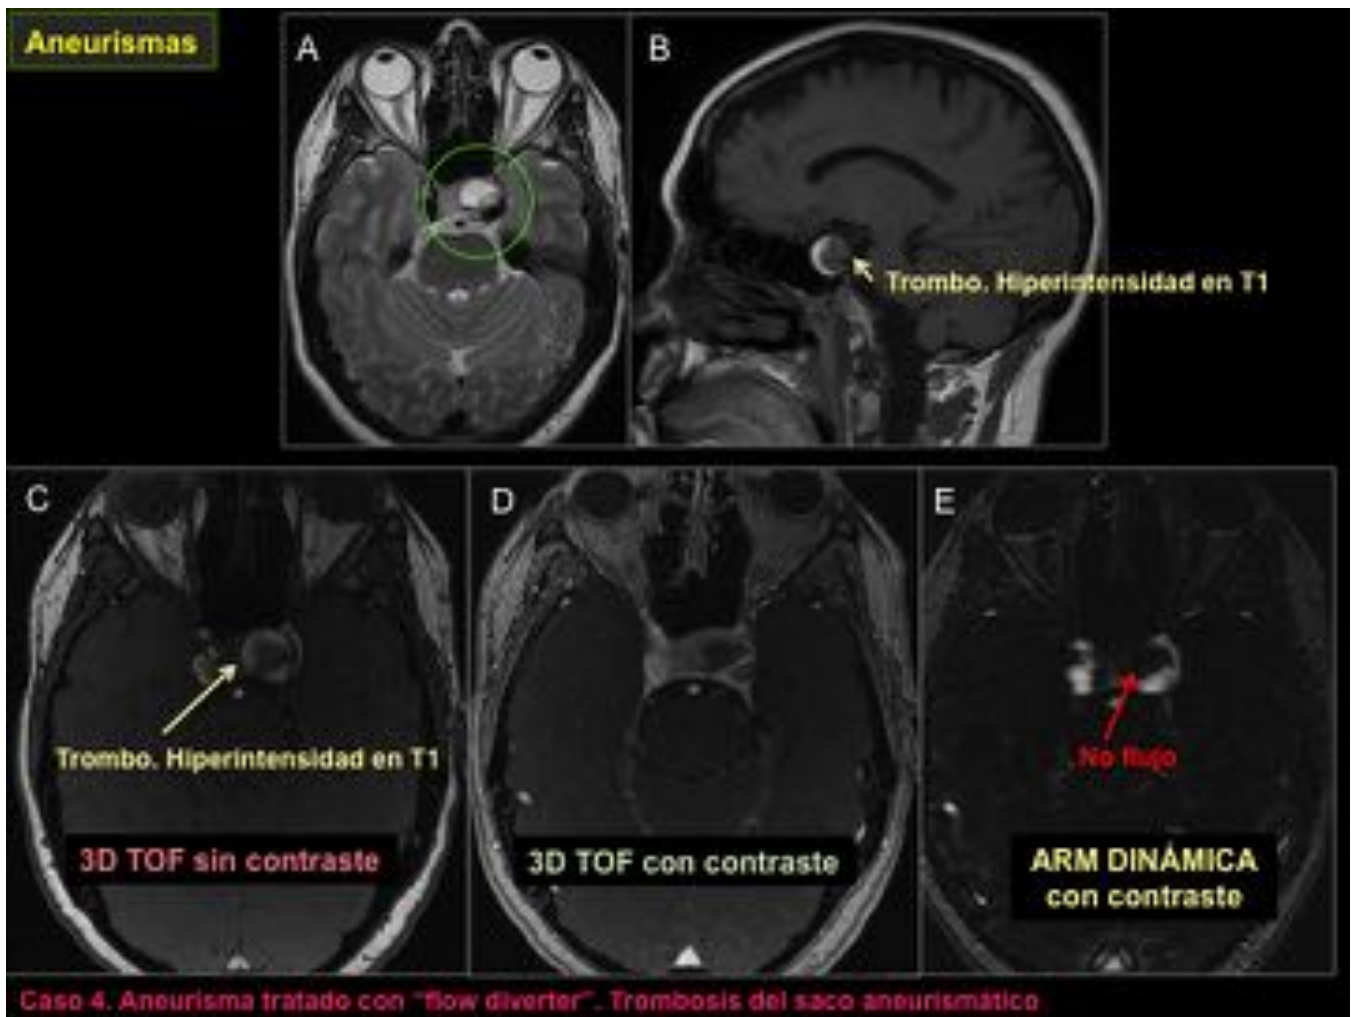 Aneurismas
A
B
Trombo. Hiperintensidad en T1
C
D
E
Trombo. Hiperintensidad en T1
No flujo
3D TOF sin contraste
3D TOF con contraste
ARM DINÁMICA
con contraste
Caso 4. Aneurisma tratado con "flow diverter". Trombosis del saco aneurismático